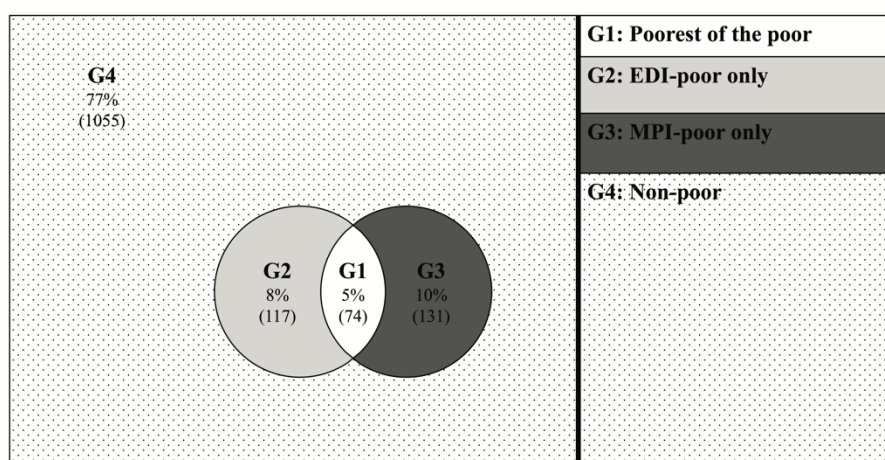 G4
77%
(1055)
G2
8%
(117)
G1
5%
(74)
G3
10%
(131)
G1: Poorest of the poor
G2: EDI-poor only
G3: MPI-poor only
G4: Non-poor